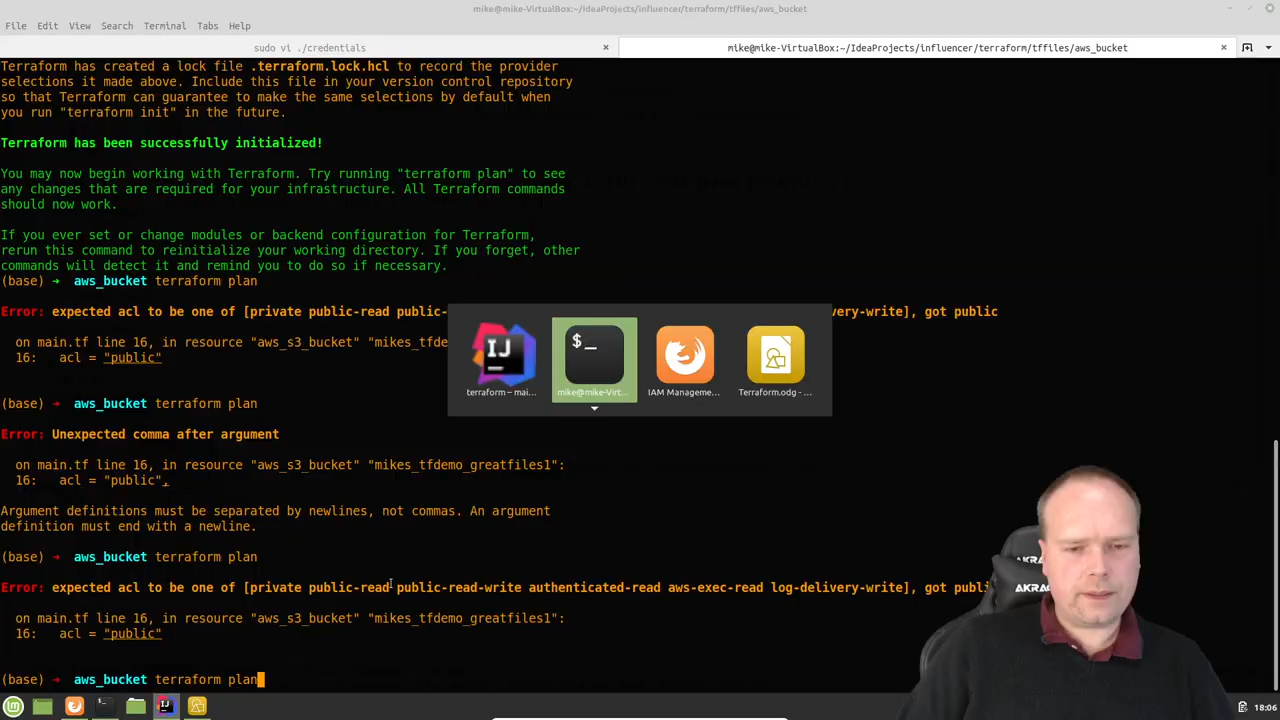 mike@mike-VirtualBox:~/IdeaProjects/influencer/terraform/tffiles/aws_bucket
File Edit View Search Terminal Tabs Help
sudo vi ./credentials
mike@mike-VirtualBox:~/IdeaProjects/influencer/terraform/tffiles/aws_bucket
Terraform has created a lock file .terraform.lock.hcl to record the provider
selections it made above. Include this file in your version control repository
so that Terraform can guarantee to make the same selections by default when
you run "terraform init" in the future.
Terraform has been successfully initialized!
You may now begin working with Terraform. Try running "terraform plan" to see
any changes that are required for your infrastructure. All Terraform commands
should now work.
If you ever set or change modules or backend configuration for Terraform,
rerun this command to reinitialize your working directory. If you forget, other
commands will detect it and remind you to do so if necessary.
(base) ➜ aws_bucket terraform plan
Error: expected acl to be one of [private public-read public- very-write], got public
on main.tf line 16, in resource "aws_s3_bucket" "mikes_tfde
16: acl = "public"
terraform – mai...
mike@mike-Virt...
IAM Manageme...
Terraform.odg - ...
(base) ➜ aws_bucket terraform plan
Error: Unexpected comma after argument
on main.tf line 16, in resource "aws_s3_bucket" "mikes_tfdemo_greatfiles1":
16: acl = "public",
Argument definitions must be separated by newlines, not commas. An argument
definition must end with a newline.
(base) ➜ aws_bucket terraform plan
Error: expected acl to be one of [private public-read public-read-write authenticated-read aws-exec-read log-delivery-write], got publi
on main.tf line 16, in resource "aws_s3_bucket" "mikes_tfdemo_greatfiles1":
16: acl = "public"
(base) ➜ aws_bucket terraform plan
AKRA
AKRAC
18:06